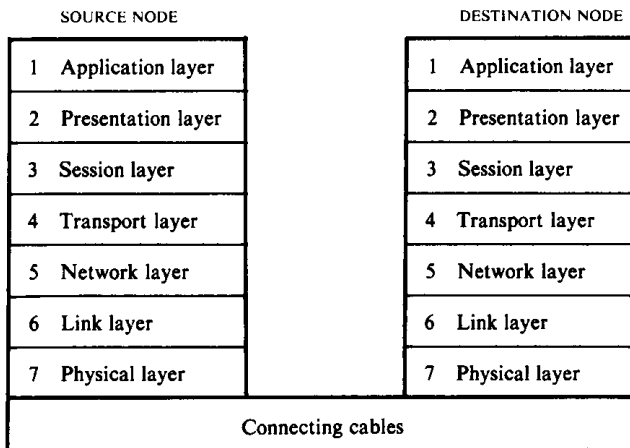 SOURCE NODE
1 Application layer
2 Presentation layer
3 Session layer
4 Transport layer
5 Network layer
6 Link layer
7 Physical layer
DESTINATION NODE
1 Application layer
2 Presentation layer
3 Session layer
4 Transport layer
5 Network layer
6 Link layer
7 Physical layer
Connecting cables